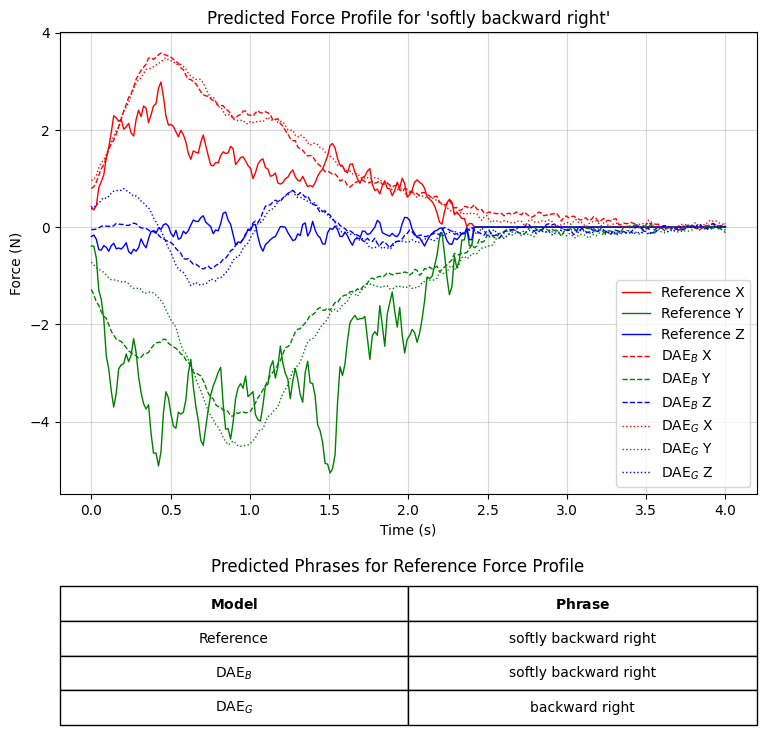 Predicted Force Profile for 'softly backward right'
4
2
0
−2
−4
Force (N)
Reference X
Reference Y
Reference Z
DAE_B X
DAE_B Y
DAE_B Z
DAE_G X
DAE_G Y
DAE_G Z
0.0 0.5 1.0 1.5 2.0 2.5 3.0 3.5 4.0
Time (s)
Predicted Phrases for Reference Force Profile
Model Phrase
Reference softly backward right
DAE_B softly backward right
DAE_G backward right